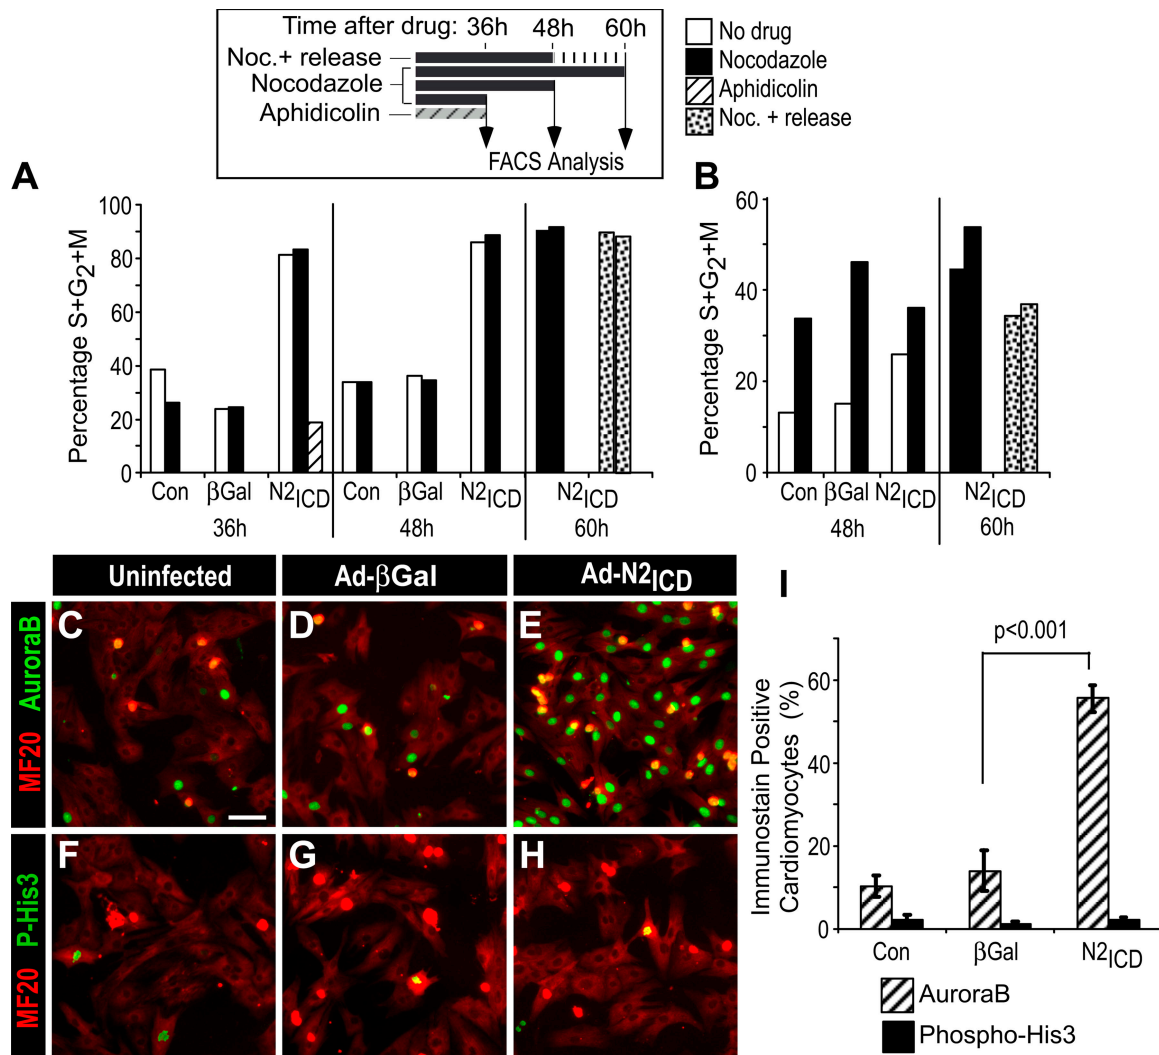 Time after drug: 36h 48h 60h
Noc.+ release
Nocodazole
Aphidicolin
FACS Analysis
No drug
Nocodazole
Aphidicolin
Noc. + release
A
Percentage S+G2+M
100
80
60
40
20
0
Con βGal N2ICD Con βGal N2ICD N2ICD
36h 48h 60h
B
Percentage S+G2+M
60
40
20
0
Con βGal N2ICD N2ICD
48h 60h
Uninfected Ad-βGal Ad-N2ICD
MF20 AuroraB
C D E
MF20 P-His3
F G H
I
p<0.001
Immunostain Positive
Cardiomyocytes (%)
60
40
20
0
Con βGal N2ICD
AuroraB
Phospho-His3